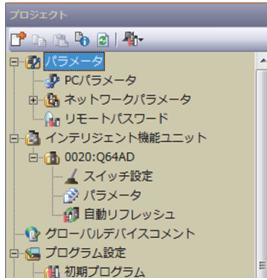 プロジェクト
パラメータ
PCパラメータ
ネットワークパラメータ
リモートパスワード
インテリジェント機能ユニット
0020:Q64AD
スイッチ設定
パラメータ
自動リフレッシュ
グローバルデバイスコメント
プログラム設定
初期プログラム